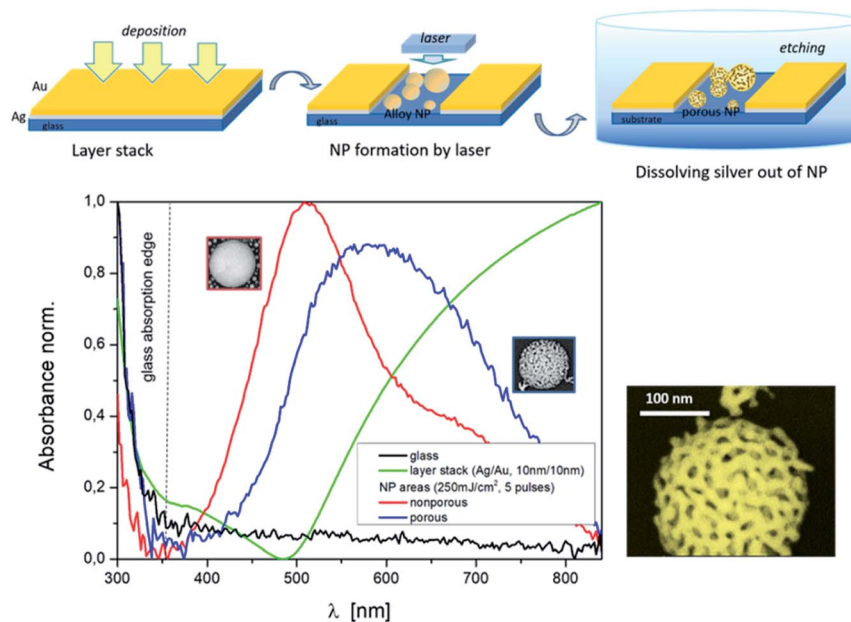 deposition
Au
Ag
glass
Layer stack
laser
glass
Alloy NP
NP formation by laser
etching
substrate
porous NP
Dissolving silver out of NP
1,0
0,8
0,6
0,4
0,2
0,0
Absorbance norm.
glass absorption edge
glass
layer stack (Ag/Au, 10nm/10nm)
NP areas (250mJ/cm², 5 pulses)
nonporous
porous
300
400
500
600
700
800
λ [nm]
100 nm